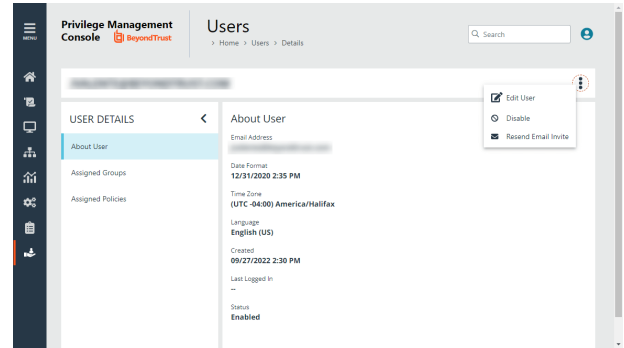 MENU
Privilege Management
Console BeyondTrust
Users
> Home > Users > Details
Search
Edit User
Disable
Resend Email Invite
USER DETAILS
About User
Assigned Groups
Assigned Policies
About User
Email Address
Date Format
12/31/2020 2:35 PM
Time Zone
(UTC -04:00) America/Halifax
Language
English (US)
Created
09/27/2022 2:30 PM
Last Logged In
--
Status
Enabled